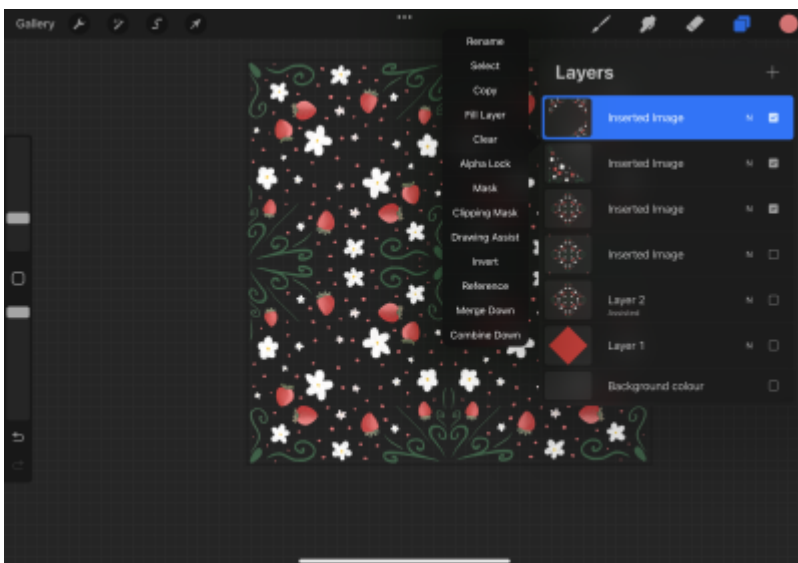 Gallery
Rename
Select
Copy
Fill Layer
Clear
Alpha Lock
Mask
Clipping Mask
Drawing Assist
Invert
Reference
Merge Down
Combine Down
Layers
Inserted Image N
Inserted Image N
Inserted Image N
Inserted Image N
Layer 2 N
Assisted
Layer 1 N
Background colour